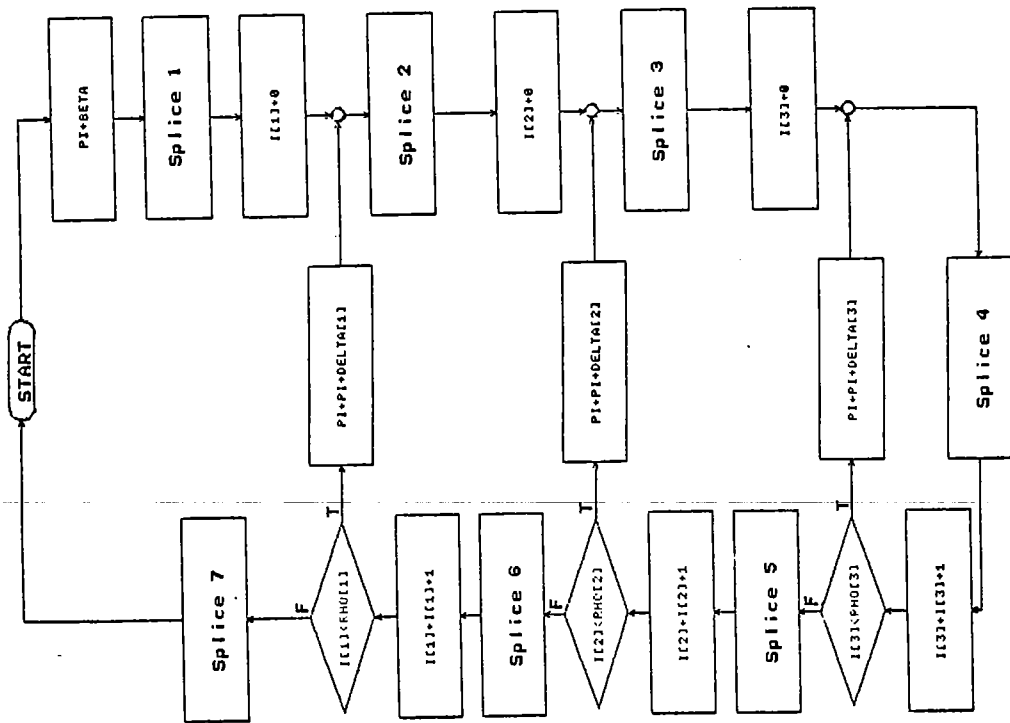 START
PI+BETA
Splice 1
I[1]+0
Splice 2
I[2]+0
Splice 3
I[3]+0
PI+PI+DELTA[1]
PI+PI+DELTA[2]
PI+PI+DELTA[3]
Splice 4
Splice 7
F
I[1]<RHO[1]
T
I[1]+I[1]+1
Splice 6
F
I[2]<RHO[2]
T
I[2]+I[2]+1
Splice 5
F
I[3]<RHO[3]
T
I[3]+I[3]+1